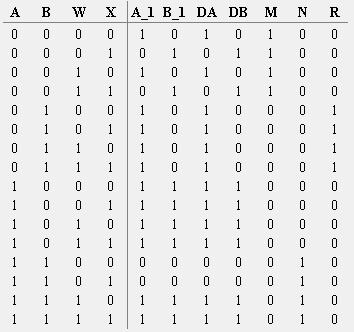 A B W X A_1 B_1 DA DB M N R
0 0 0 0 1 0 1 0 1 0 0
0 0 0 1 0 1 0 1 1 0 0
0 0 1 0 1 0 1 0 1 0 0
0 0 1 1 0 1 0 1 1 0 0
0 1 0 0 1 0 1 0 0 0 1
0 1 0 1 1 0 1 0 0 0 1
0 1 1 0 1 0 1 0 0 0 1
0 1 1 1 1 0 1 0 0 0 1
1 0 0 0 1 1 1 1 0 0 0
1 0 0 1 1 1 1 1 0 0 0
1 0 1 0 1 1 1 1 0 0 0
1 0 1 1 1 1 1 1 0 0 0
1 1 0 0 0 0 0 0 0 1 0
1 1 0 1 0 0 0 0 0 1 0
1 1 1 0 1 1 1 1 0 1 0
1 1 1 1 1 1 1 1 0 1 0